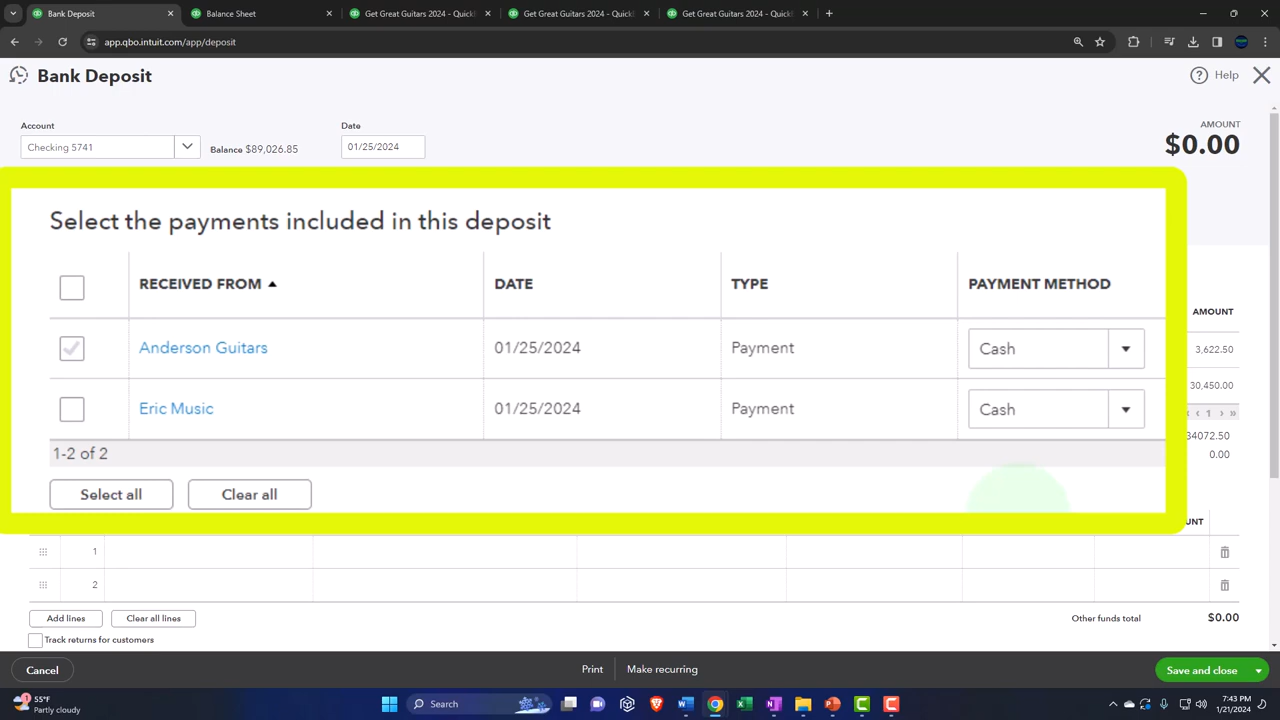 Bank Deposit
Balance Sheet
Get Great Guitars 2024 - QuickB
Get Great Guitars 2024 - QuickB
Get Great Guitars 2024 - QuickB
app.qbo.intuit.com/app/deposit
Bank Deposit
Help
Account
Date
AMOUNT
Checking 5741
Balance $89,026.85
01/25/2024
$0.00
Select the payments included in this deposit
RECEIVED FROM
DATE
TYPE
PAYMENT METHOD
AMOUNT
Anderson Guitars
01/25/2024
Payment
Cash
3,622.50
Eric Music
01/25/2024
Payment
Cash
30,450.00
1-2 of 2
‹ 1 › »
34072.50
0.00
Select all
Clear all
UNT
1
2
Add lines
Clear all lines
Other funds total
$0.00
Track returns for customers
Cancel
Print
Make recurring
Save and close
1
55°F
Partly cloudy
Search
7:43 PM
1/21/2024